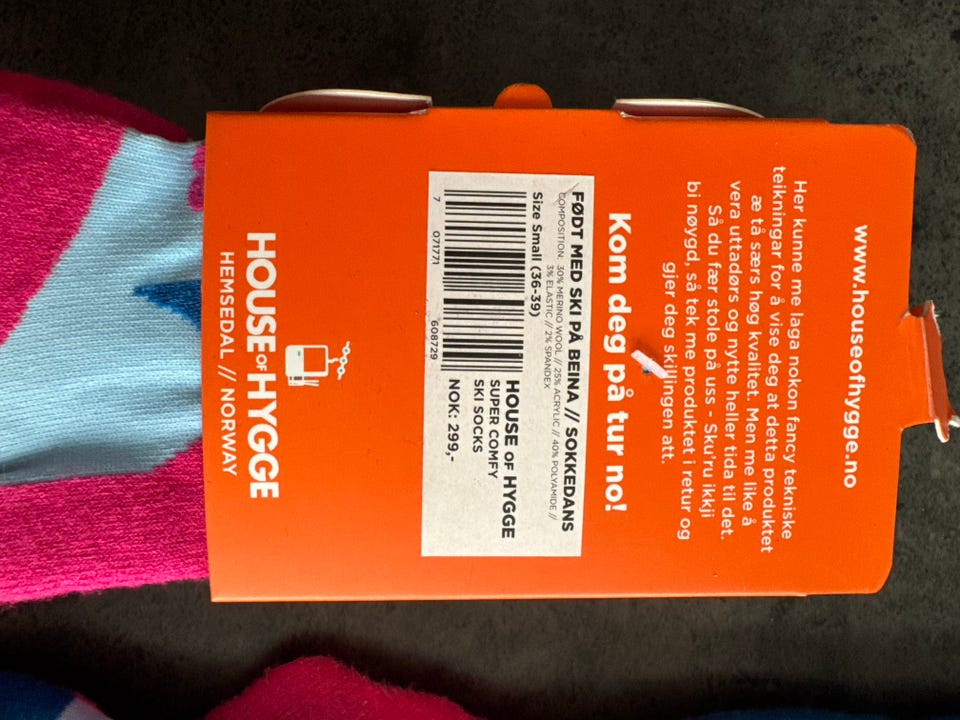 www.houseofhygge.no
Her kunne me laga nokon fancy tekniske
teikningar for å vise deg at detta produktet
æ tå særs høg kvalitet. Men me like å
vera uttadørs og nytte heller tida til det.
Så du fær stole på uss - Sku'ru ikkji
bi nøygd, så tek me produktet i retur og
gjer deg skillingen att.
Kom deg på tur no!
FØDT MED SKI PÅ BEINA // SOKKEDANS
COMPOSITION: 30% MERINO WOOL // 25% ACRYLIC // 40% POLYAMIDE //
3% ELASTIC // 2% SPANDEX
Size Small (36-39)
HOUSE OF HYGGE
SUPER COMFY
SKI SOCKS
NOK: 299,-
7 071771 608729
HOUSE OF HYGGE
HEMSEDAL // NORWAY